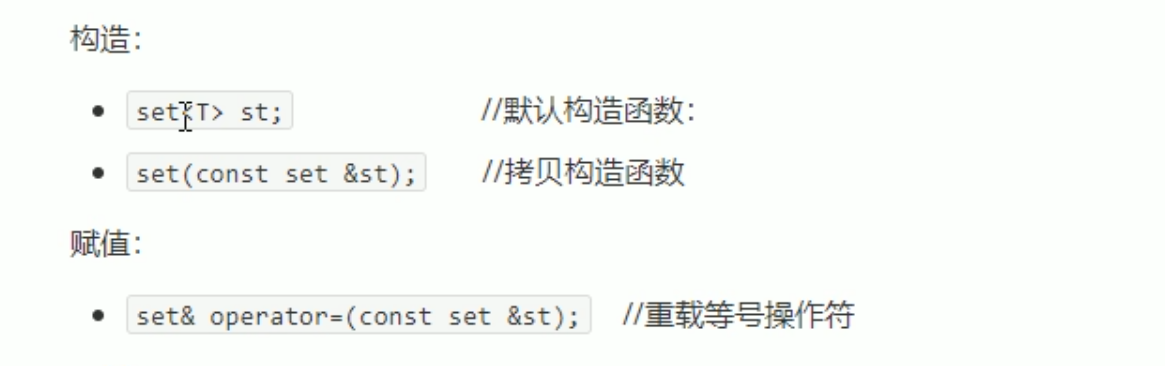 构造：
set<T> st; //默认构造函数：
set(const set &st); //拷贝构造函数
赋值：
set& operator=(const set &st); //重载等号操作符